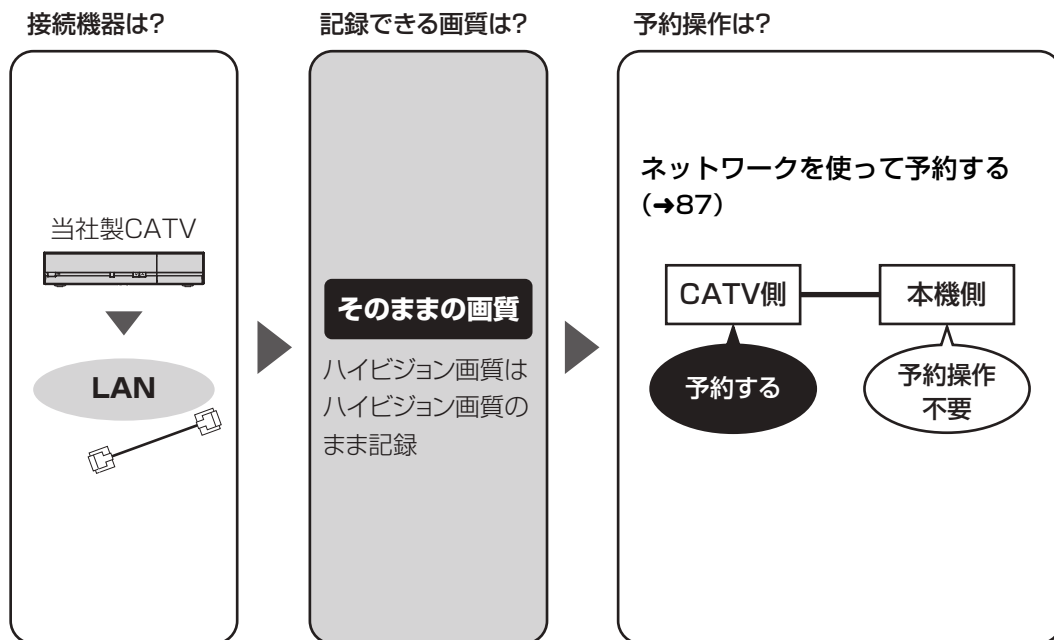 接続機器は?
当社製CATV
LAN
記録できる画質は?
そのままの画質
ハイビジョン画質は
ハイビジョン画質の
まま記録
予約操作は?
ネットワークを使って予約する
(➜87)
CATV側
本機側
予約する
予約操作
不要